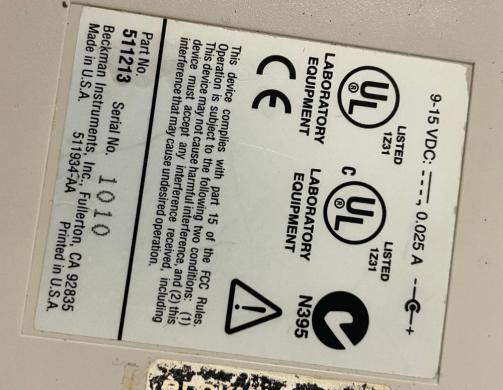 9-15 VDC: 0.025 A - +
UL ® LISTED 1Z31
LABORATORY EQUIPMENT
C UL ® LISTED 1Z31
LABORATORY EQUIPMENT
N395
CE
This device complies with part 15 of the FCC Rules.
Operation is subject to the following two conditions: (1)
This device may not cause harmful interference, and (2) this
device must accept any interference received, including
interference that may cause undesired operation.
Part No.
511213 Serial No. 1010
Beckman Instruments, Inc., Fullerton, CA 92835
Made in U.S.A. 511934-AA Printed in U.S.A.